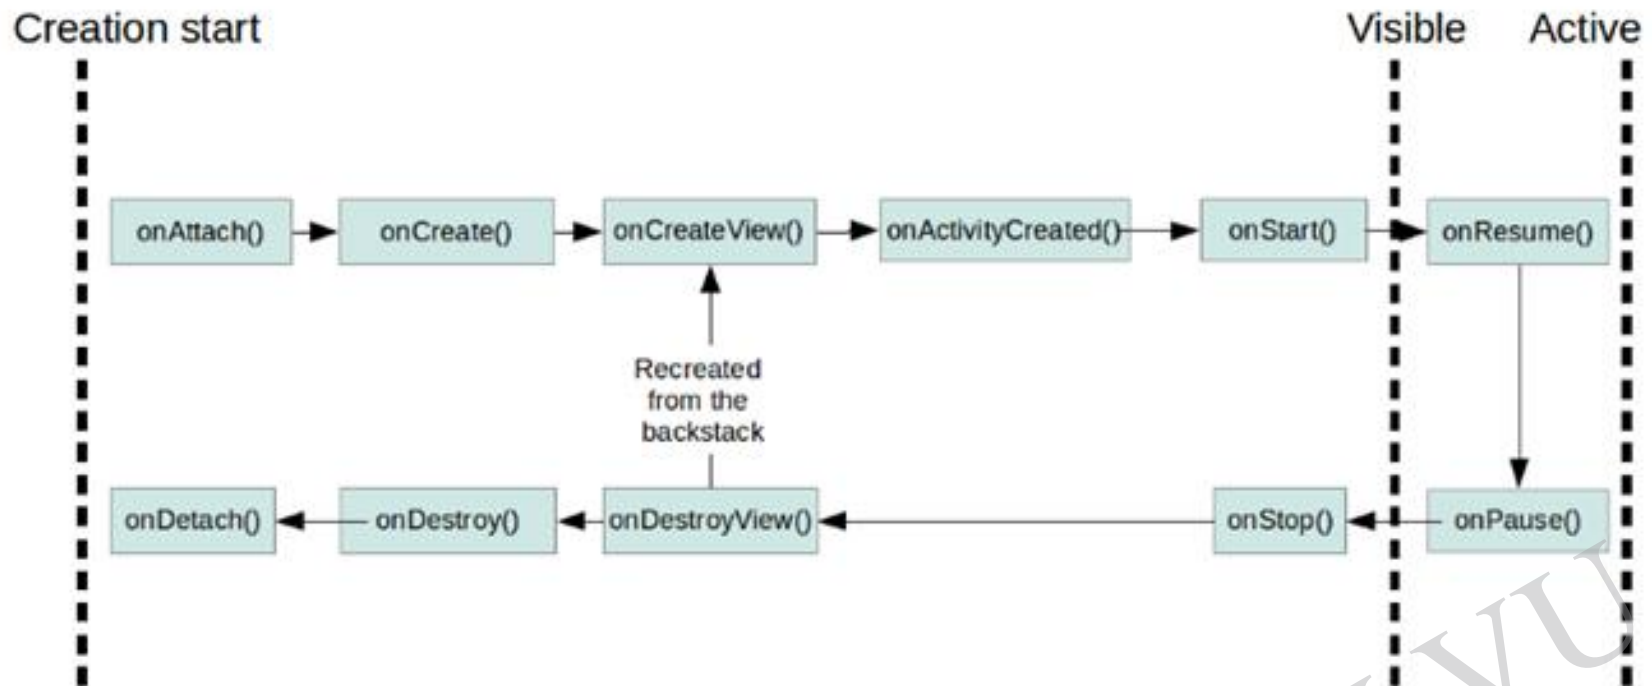 Creation start
Visible
Active
onAttach()
onCreate()
onCreateView()
onActivityCreated()
onStart()
onResume()
Recreated
from the
backstack
onDetach()
onDestroy()
onDestroyView()
onStop()
onPause()
VU